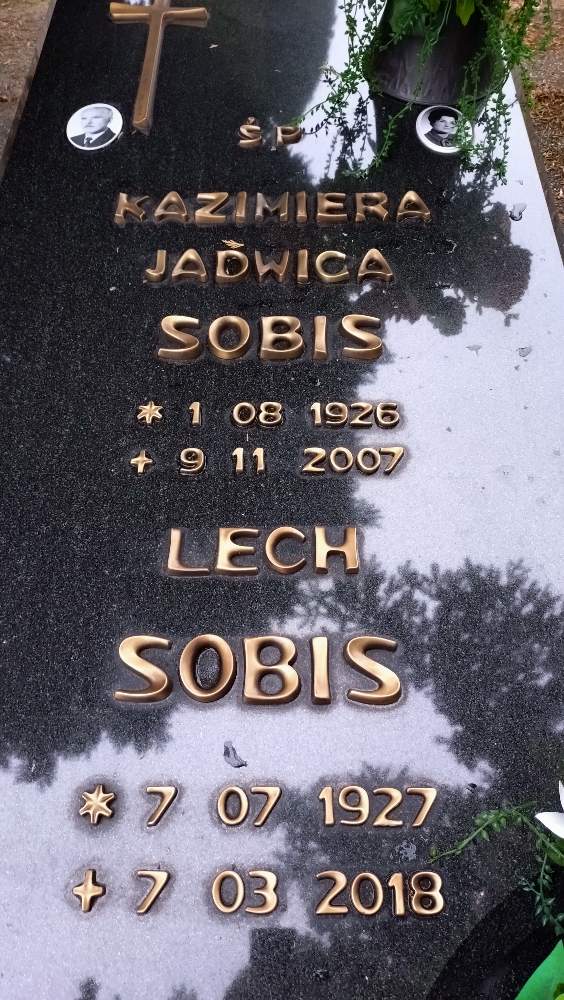 ŚP
KAZIMIERA
JADWIGA
SOBIS
* 1 08 1926
+ 9 11 2007
LECH
SOBIS
* 7 07 1927
+ 7 03 2018